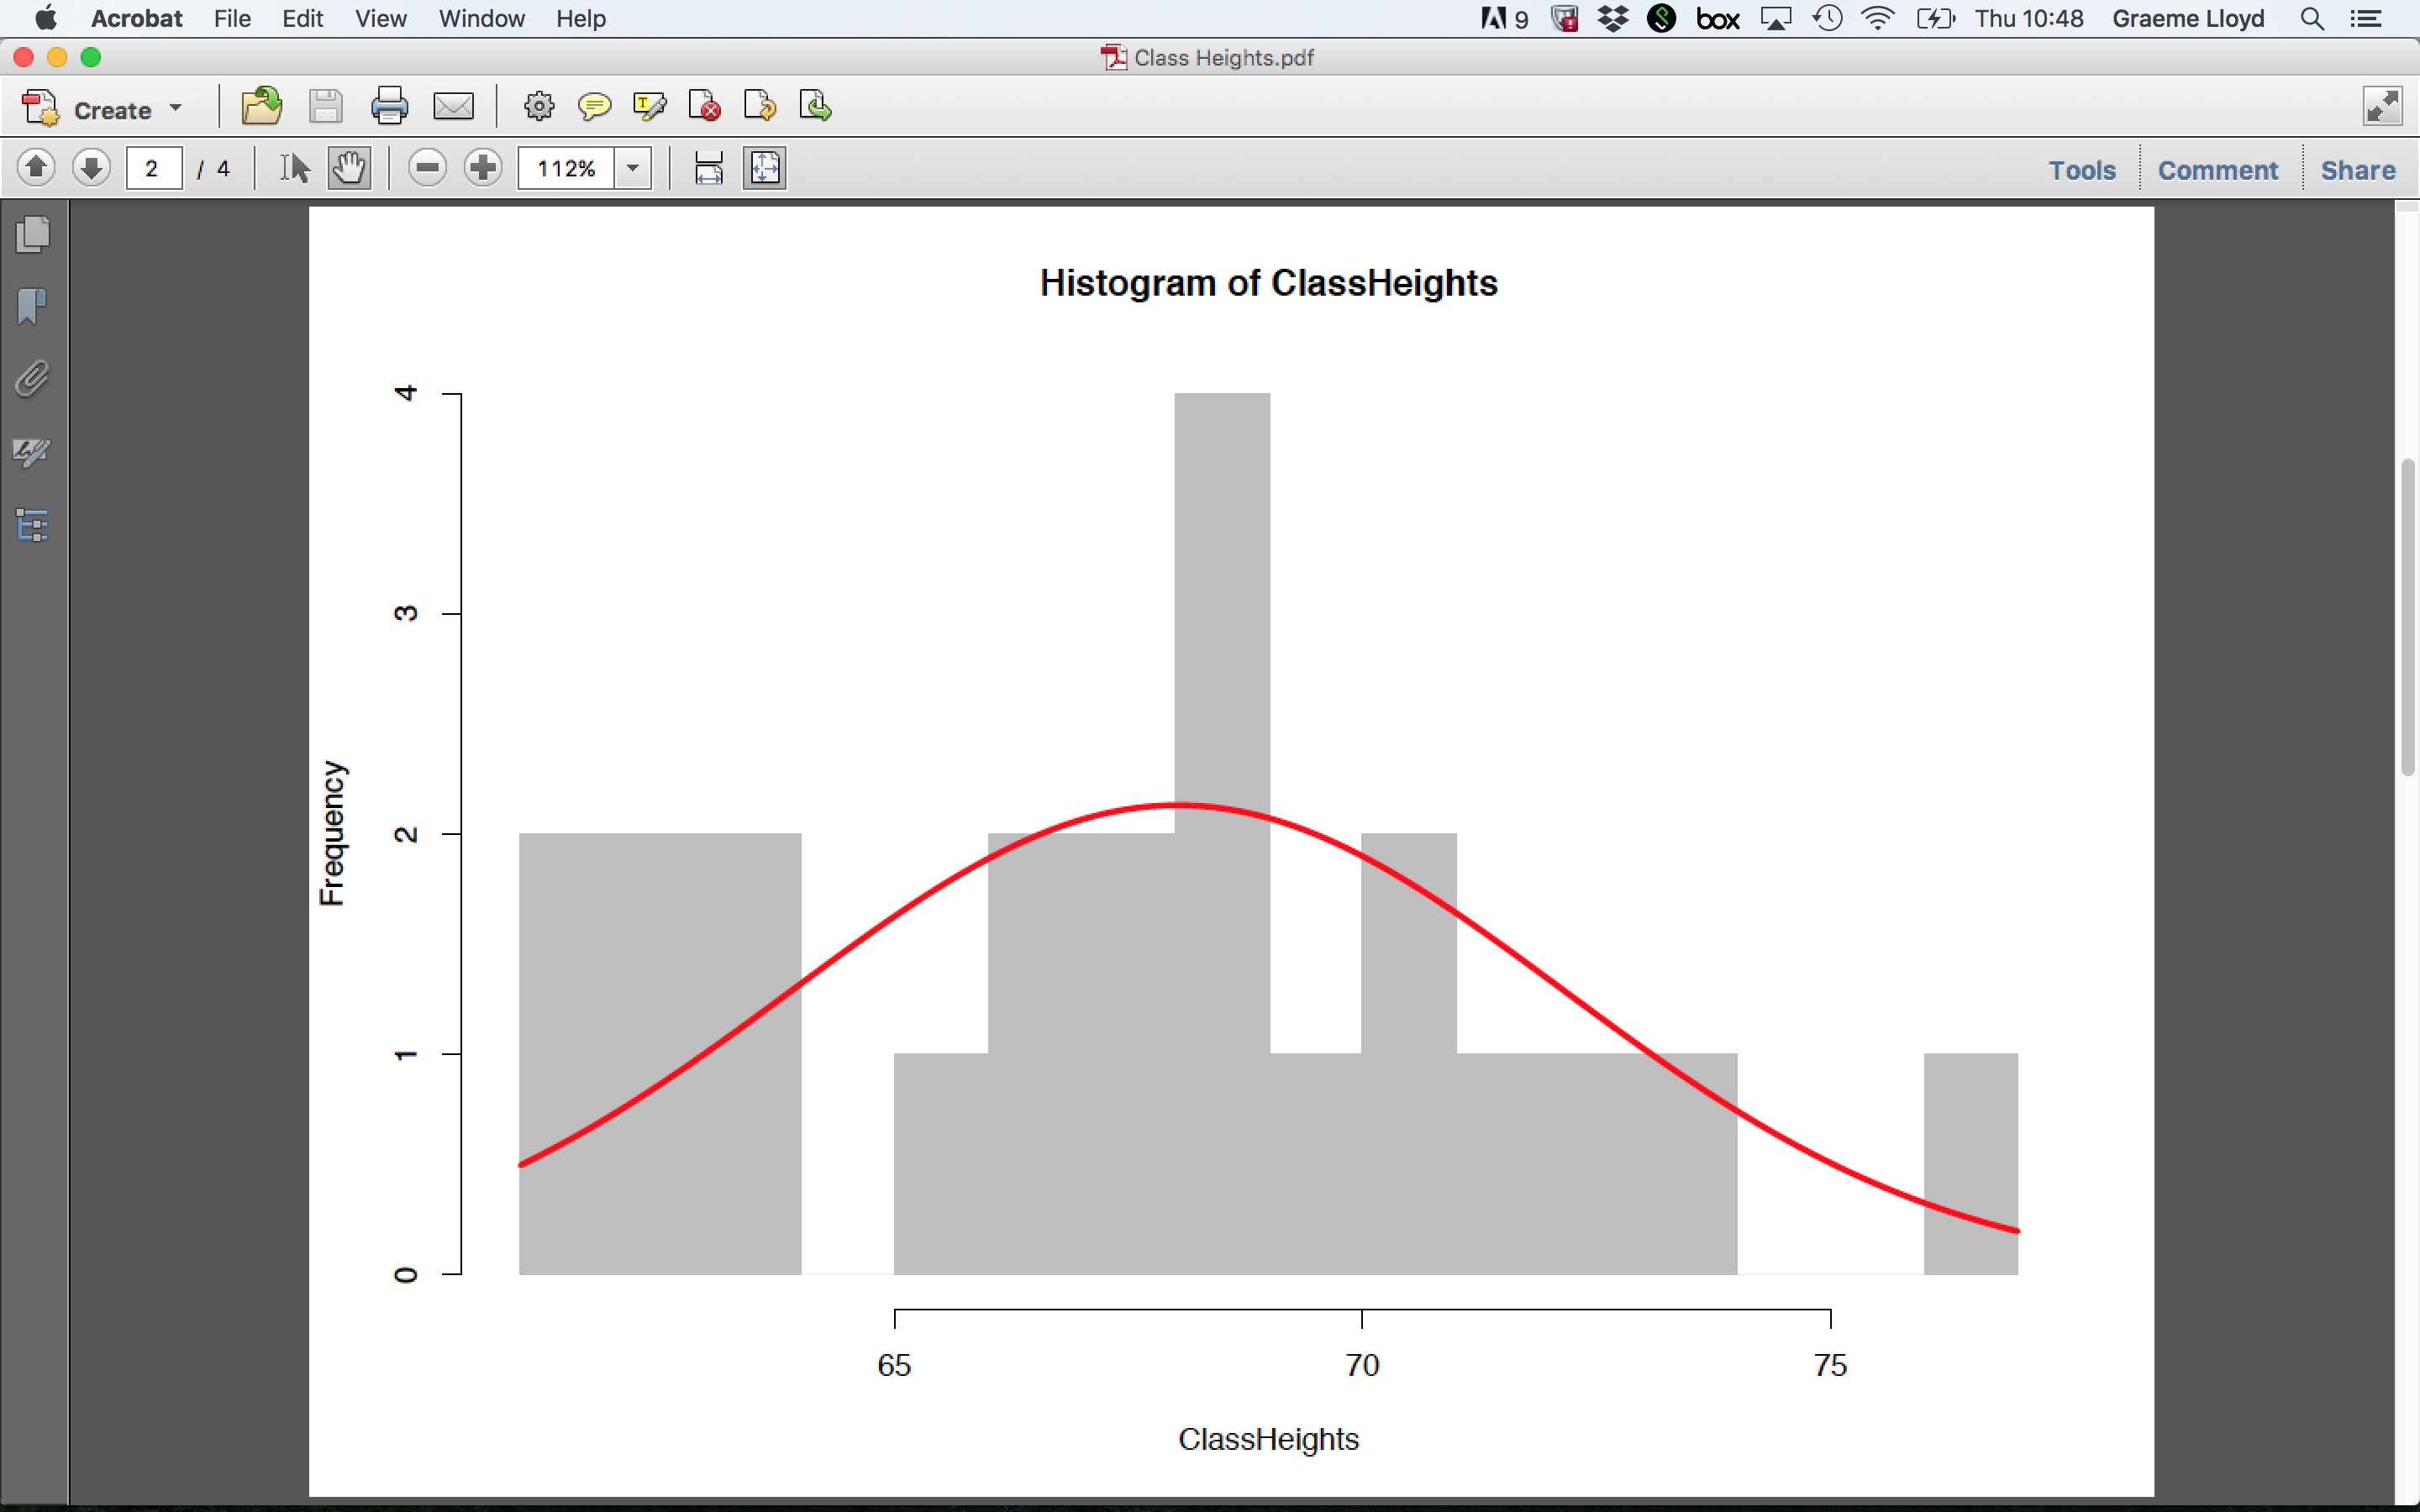 Acrobat File Edit View Window Help 9 box Thu 10:48 Graeme Lloyd
Class Heights.pdf
Create
2 / 4 112% Tools Comment Share
Histogram of ClassHeights
4
3
2
1
0
Frequency
65 70 75
ClassHeights